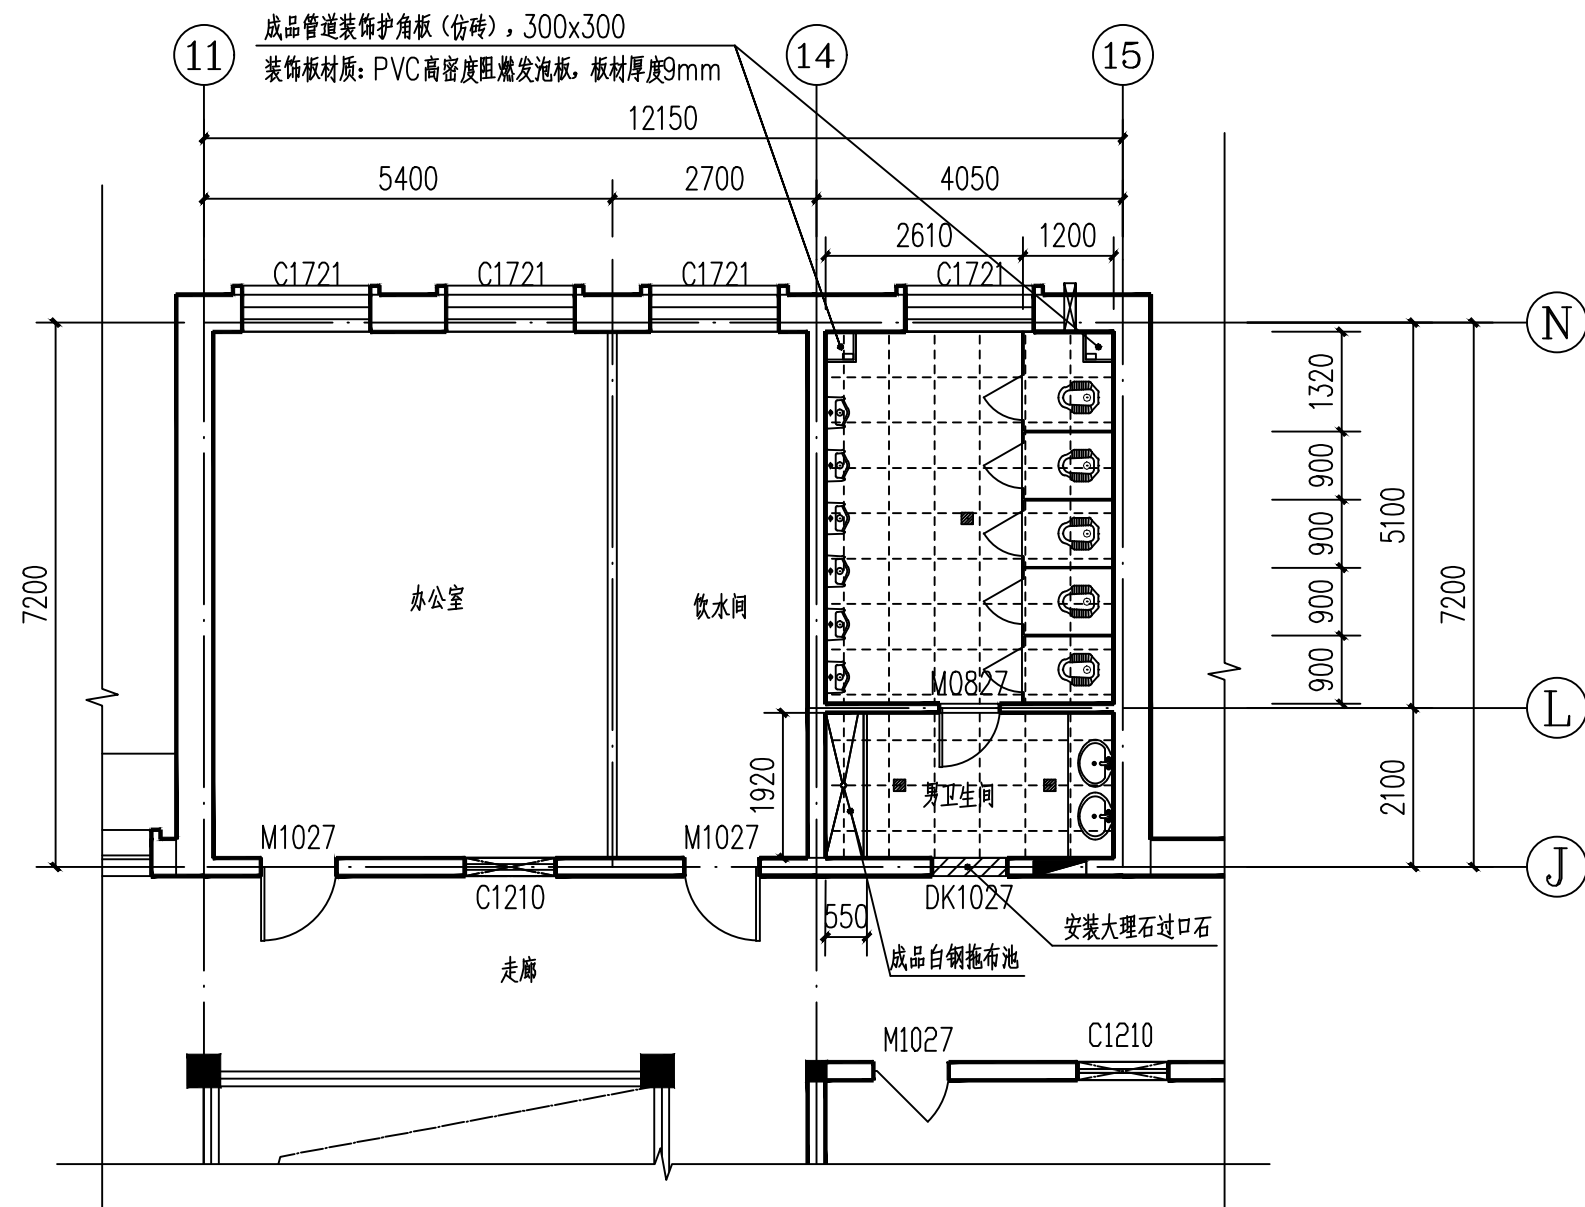 成品管道装饰护角板（仿砖），300x300
装饰板材质：PVC高密度阻燃发泡板，板材厚度9mm
11
14
15
12150
5400
2700
4050
2610
1200
C1721
C1721
C1721
C1721
N
1320
900
900
900
900
5100
7200
7200
办公室
饮水间
M0827
L
1920
男卫生间
2100
M1027
M1027
J
C1210
DK1027
550
安装大理石过口石
成品白钢拖布池
走廊
M1027
C1210